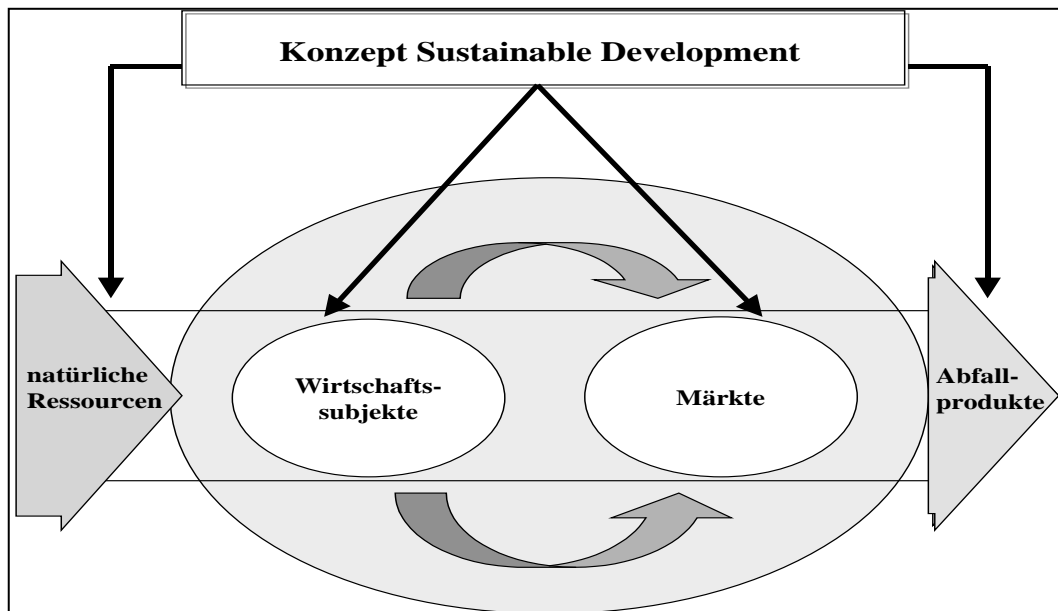 Konzept Sustainable Development
natürliche
Ressourcen
Wirtschafts-
subjekte
Märkte
Abfall-
produkte